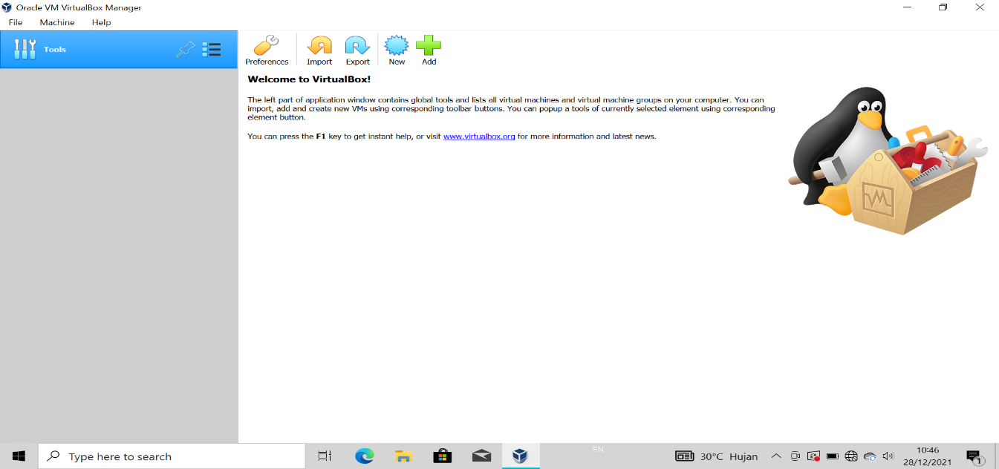 Oracle VM VirtualBox Manager
File Machine Help
Tools
Preferences Import Export New Add
Welcome to VirtualBox!
The left part of application window contains global tools and lists all virtual machines and virtual machine groups on your computer. You can
import, add and create new VMs using corresponding toolbar buttons. You can popup a tools of currently selected element using corresponding
element button.
You can press the F1 key to get instant help, or visit www.virtualbox.org for more information and latest news.
Type here to search
EN
30°C Hujan
10:46
28/12/2021
1